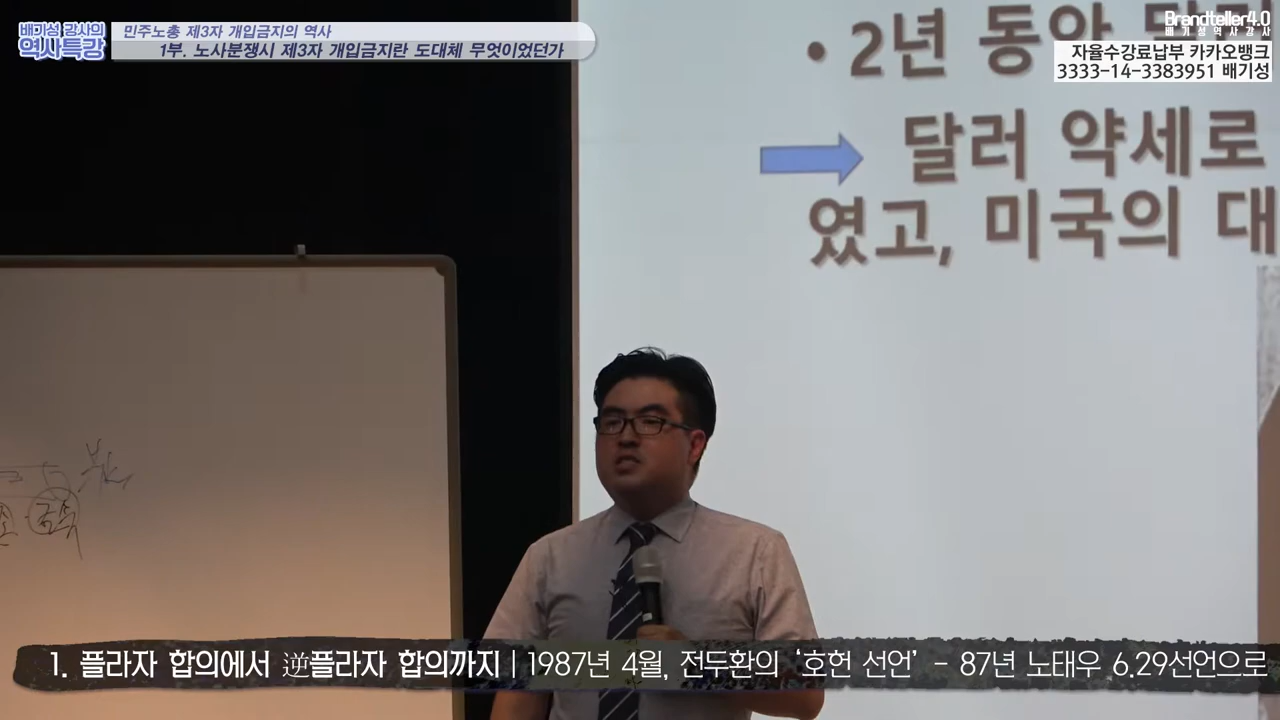 배기성 강사의
역사특강
민주노총 제3자 개입금지의 역사
1부. 노사분쟁시 제3자 개입금지란 도대체 무엇이었던가
Brandteller4.0
배기성역사강사
자율수강료납부 카카오뱅크
3333-14-3383951 배기성
• 2년 동안
달러 약세로
였고, 미국의 대
1. 플라자 합의에서 逆플라자 합의까지 | 1987년 4월, 전두환의 ‘호헌 선언’ - 87년 노태우 6.29선언으로